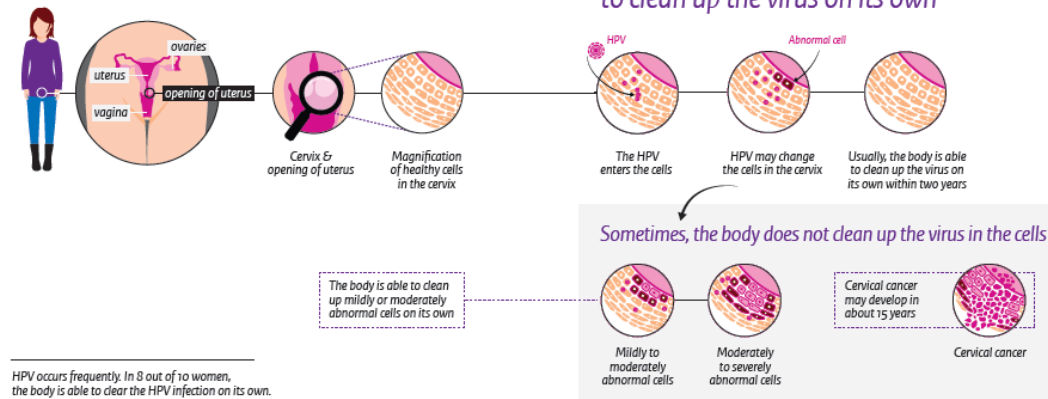 to clean up the virus on its own
ovaries
uterus
opening of uterus
vagina
HPV
Abnormal cell
Cervix &
opening of uterus
Magnification
of healthy cells
in the cervix
The HPV
enters the cells
HPV may change
the cells in the cervix
Usually, the body is able
to clean up the virus on
its own within two years
Sometimes, the body does not clean up the virus in the cells
The body is able to clean
up mildly or moderately
abnormal cells on its own
Cervical cancer
may develop in
about 15 years
Mildly to
moderately
abnormal cells
Moderately
to severely
abnormal cells
Cervical cancer
HPV occurs frequently. In 8 out of 10 women,
the body is able to clear the HPV infection on its own.